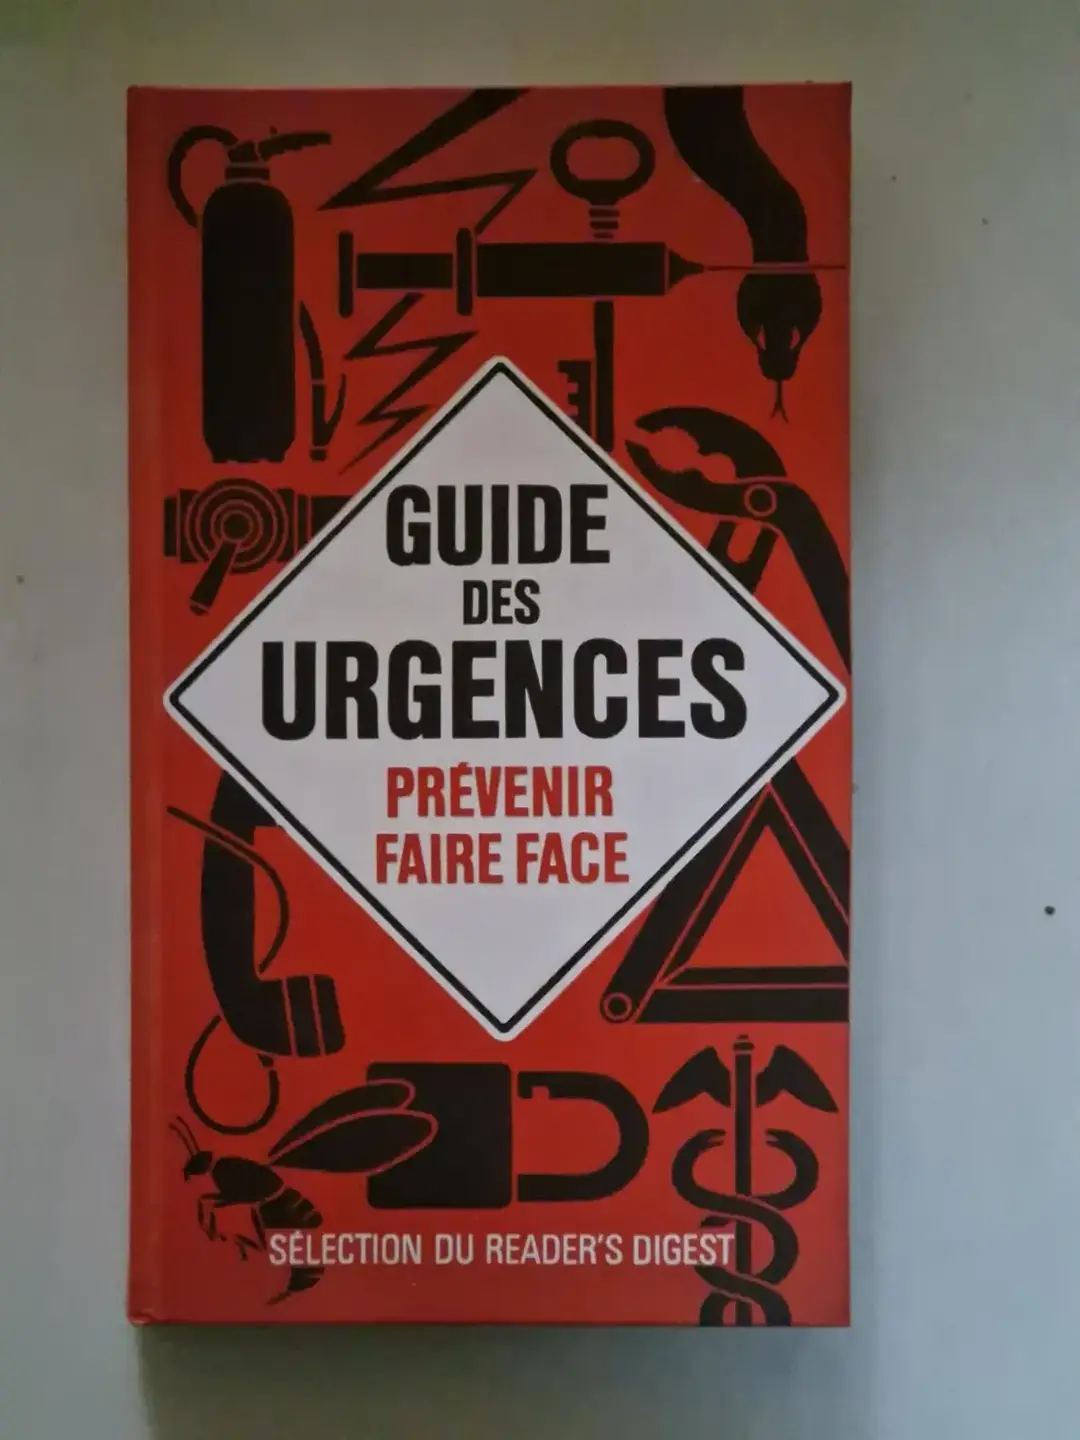 GUIDE
DES
URGENCES
PRÉVENIR
FAIRE FACE
SÉLECTION DU READER'S DIGEST